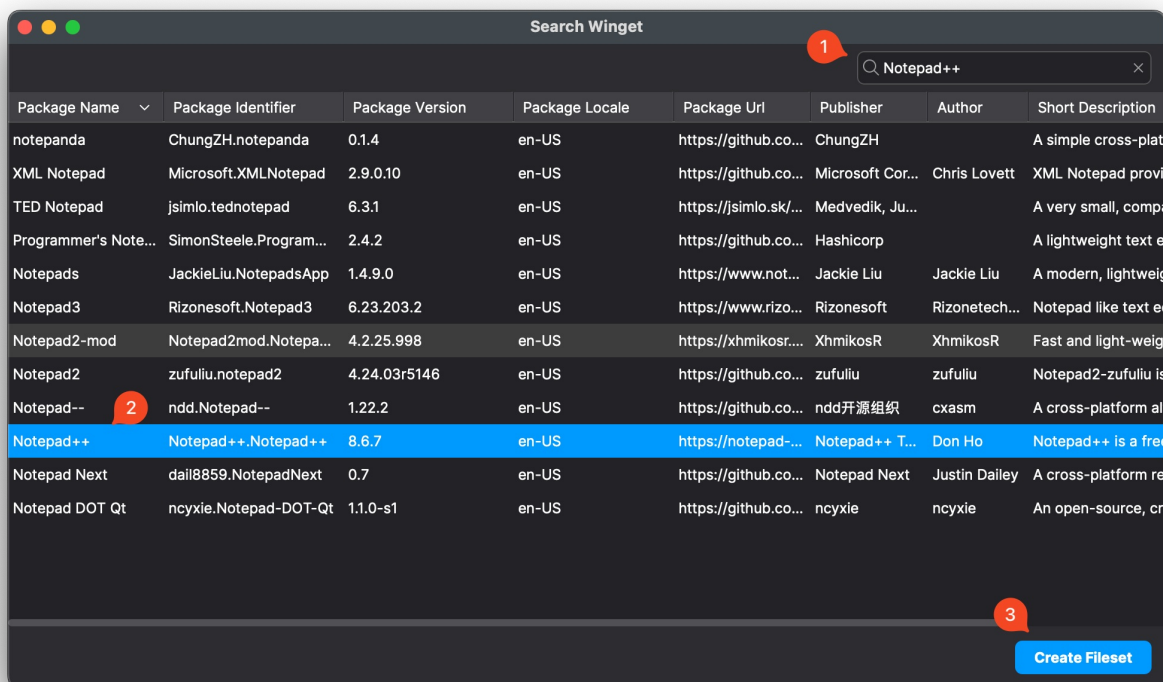 Search Winget
1
Notepad++
Package Name Package Identifier Package Version Package Locale Package Url Publisher Author Short Description
notepanda ChungZH.notepanda 0.1.4 en-US https://github.co... ChungZH A simple cross-plat
XML Notepad Microsoft.XMLNotepad 2.9.0.10 en-US https://github.co... Microsoft Cor... Chris Lovett XML Notepad provi
TED Notepad jsimlo.tednotepad 6.3.1 en-US https://jsimlo.sk/... Medvedik, Ju... A very small, compa
Programmer's Note... SimonSteele.Program... 2.4.2 en-US https://github.co... Hashicorp A lightweight text e
Notepads JackieLiu.NotepadsApp 1.4.9.0 en-US https://www.not... Jackie Liu Jackie Liu A modern, lightweig
Notepad3 Rizonesoft.Notepad3 6.23.203.2 en-US https://www.rizo... Rizonesoft Rizonetech... Notepad like text e
Notepad2-mod Notepad2mod.Notepa... 4.2.25.998 en-US https://xhmikosr.... XhmikosR XhmikosR Fast and light-weig
Notepad2 zufuliu.notepad2 4.24.03r5146 en-US https://github.co... zufuliu zufuliu Notepad2-zufuliu is
Notepad-- 2 ndd.Notepad-- 1.22.2 en-US https://github.co... ndd开源组织 cxasm A cross-platform al
Notepad++ Notepad++.Notepad++ 8.6.7 en-US https://notepad-... Notepad++ T... Don Ho Notepad++ is a free
Notepad Next dail8859.NotepadNext 0.7 en-US https://github.co... Notepad Next Justin Dailey A cross-platform re
Notepad DOT Qt ncyxie.Notepad-DOT-Qt 1.1.0-s1 en-US https://github.co... ncyxie ncyxie An open-source, cr
3
Create Fileset